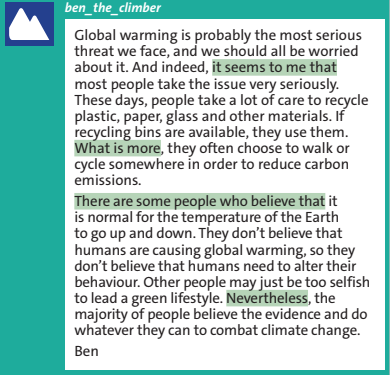 ben_the_climber
Global warming is probably the most serious
threat we face, and we should all be worried
about it. And indeed, it seems to me that
most people take the issue very seriously.
These days, people take a lot of care to recycle
plastic, paper, glass and other materials. If
recycling bins are available, they use them.
What is more, they often choose to walk or
cycle somewhere in order to reduce carbon
emissions.
There are some people who believe that it
is normal for the temperature of the Earth
to go up and down. They don't believe that
humans are causing global warming, so they
don't believe that humans need to alter their
behaviour. Other people may just be too selfish
to lead a green lifestyle. Nevertheless, the
majority of people believe the evidence and do
whatever they can to combat climate change.
Ben